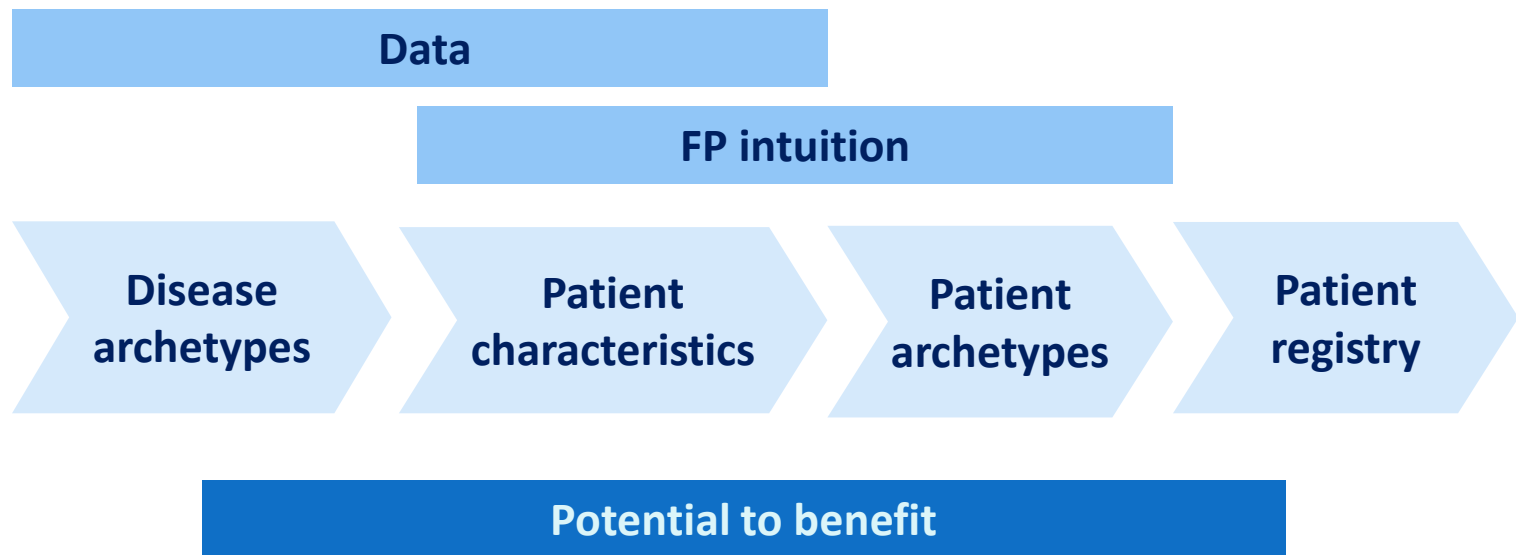 Data
FP intuition
Disease
archetypes
Patient
characteristics
Patient
archetypes
Patient
registry
Potential to benefit